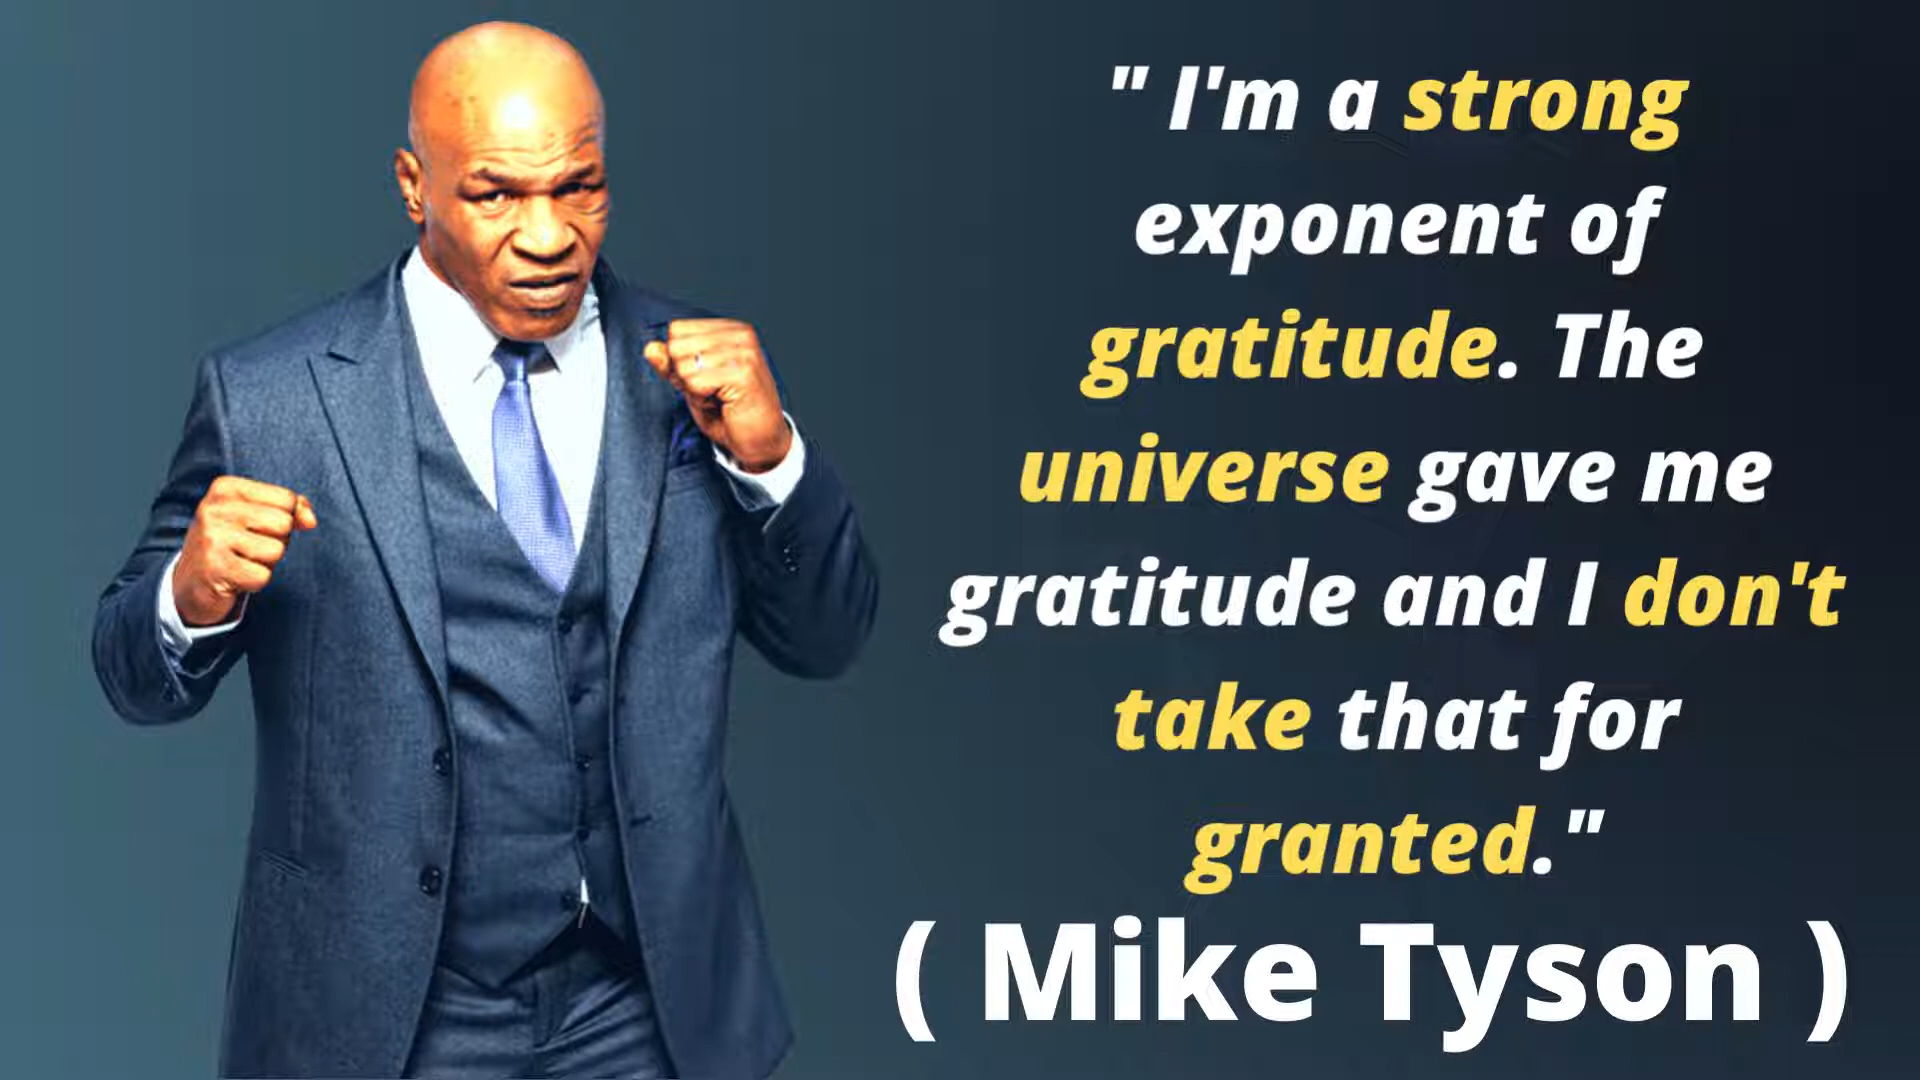 " I'm a strong
exponent of
gratitude. The
universe gave me
gratitude and I don't
take that for
granted."
( Mike Tyson )